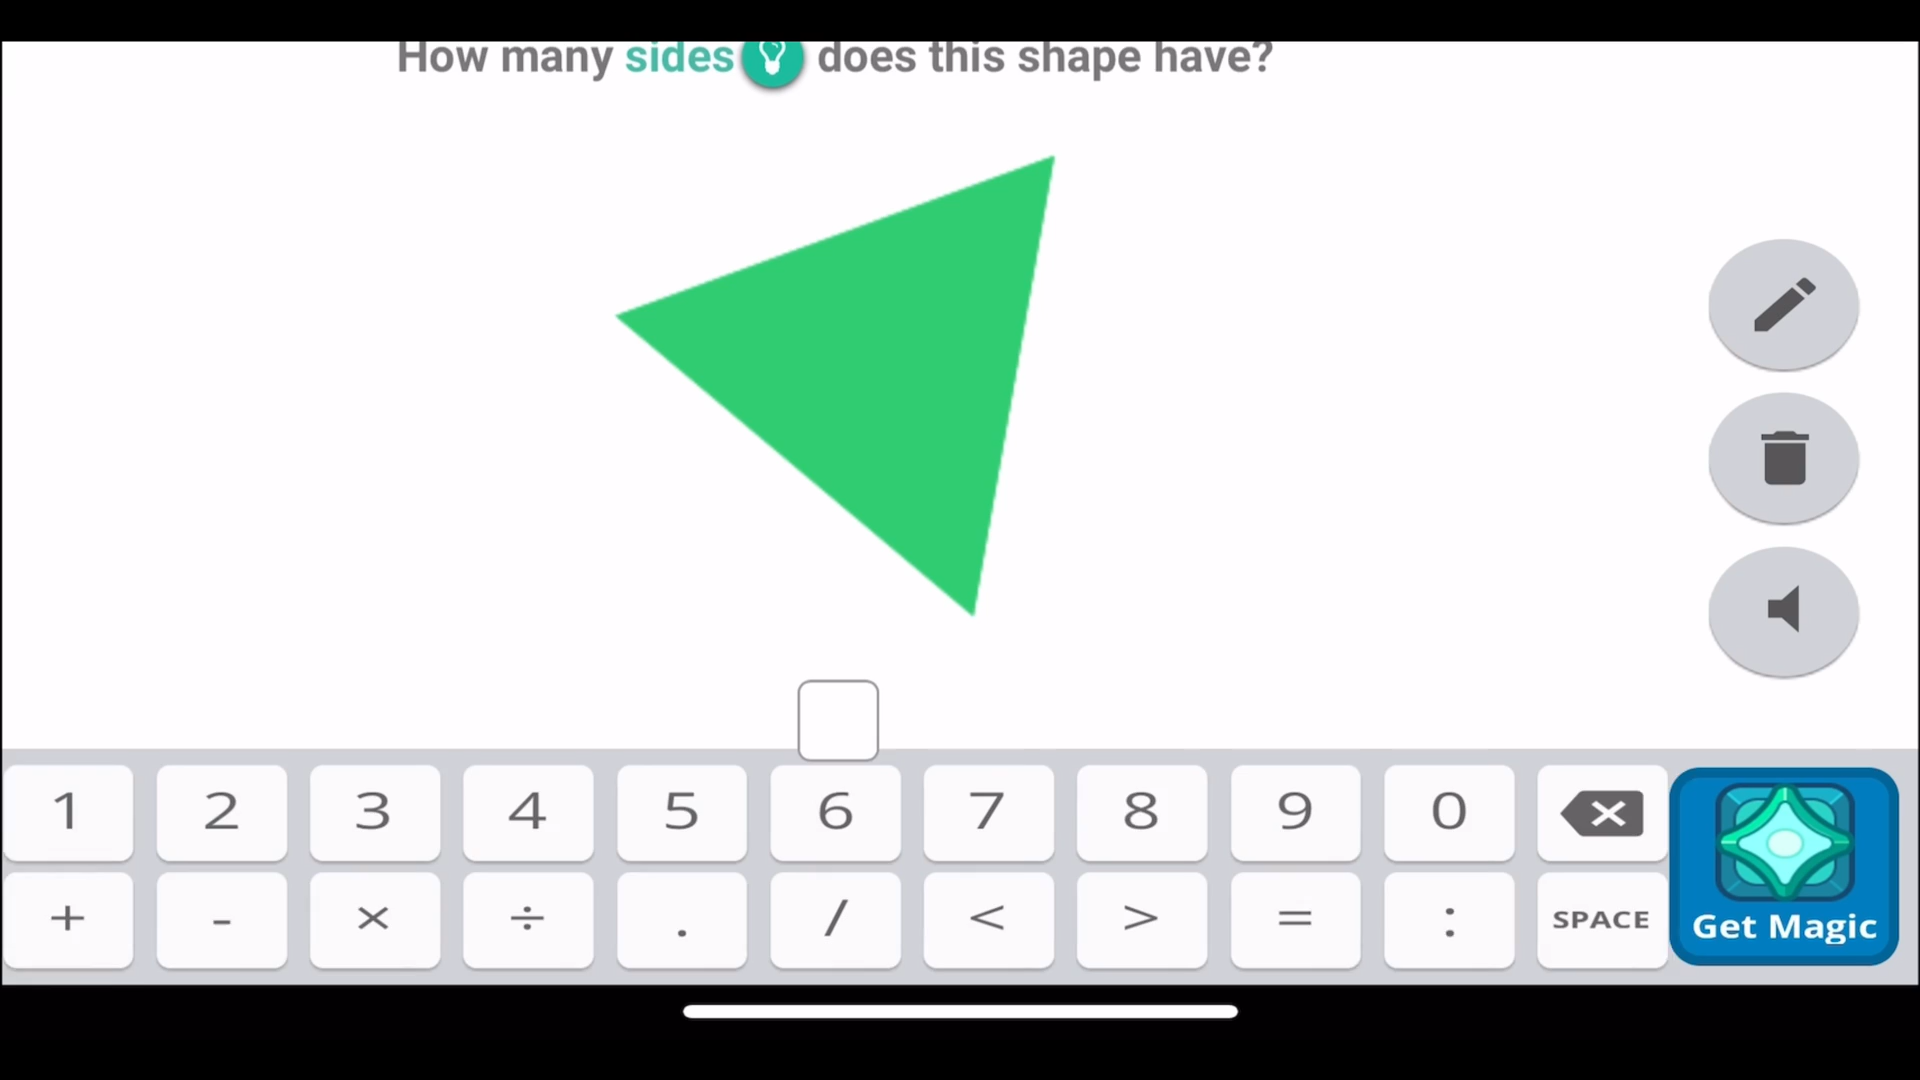 How many sides does this shape have?
1 2 3 4 5 6 7 8 9 0
+ - × ÷ . / < > = : SPACE
Get Magic